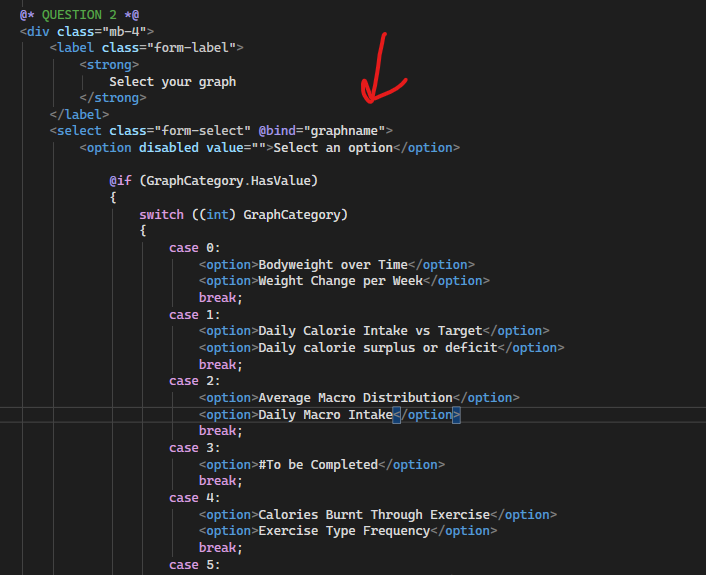 @* QUESTION 2 *@
<div class="mb-4">
<label class="form-label">
<strong>
Select your graph
</strong>
</label>
<select class="form-select" @bind="graphname">
<option disabled value="">Select an option</option>
@if (GraphCategory.HasValue)
{
switch ((int) GraphCategory)
{
case 0:
<option>Bodyweight over Time</option>
<option>Weight Change per Week</option>
break;
case 1:
<option>Daily Calorie Intake vs Target</option>
<option>Daily calorie surplus or deficit</option>
break;
case 2:
<option>Average Macro Distribution</option>
<option>Daily Macro Intake</option>
break;
case 3:
<option>#To be Completed</option>
break;
case 4:
<option>Calories Burnt Through Exercise</option>
<option>Exercise Type Frequency</option>
break;
case 5: